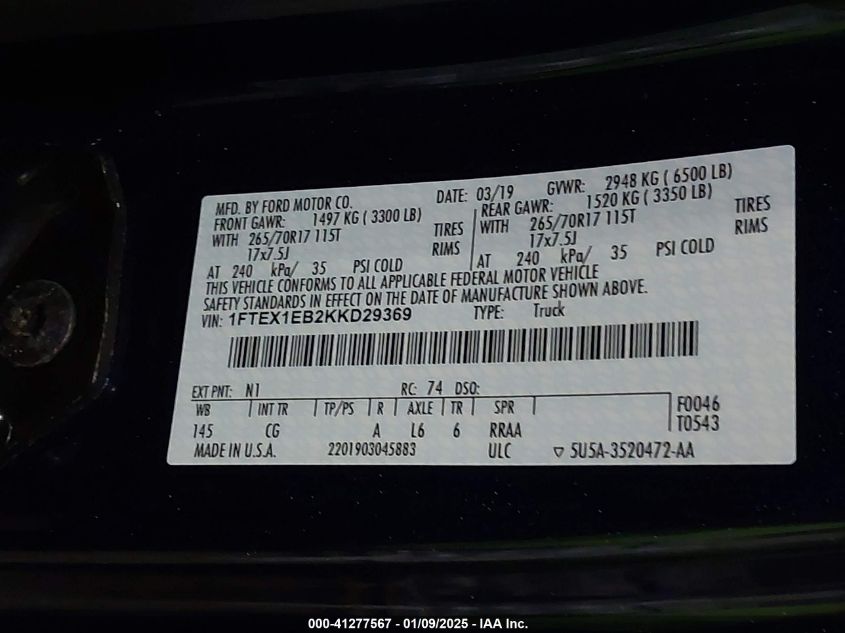 MFD. BY FORD MOTOR CO. DATE: 03/19 GVWR: 2948 KG ( 6500 LB)
FRONT GAWR: 1497 KG ( 3300 LB) REAR GAWR: 1520 KG ( 3350 LB)
WITH 265/70R17 115T TIRES WITH 265/70R17 115T TIRES
17x7.5J RIMS 17x7.5J RIMS
AT 240 kPa/ 35 PSI COLD AT 240 kPa/ 35 PSI COLD
THIS VEHICLE CONFORMS TO ALL APPLICABLE FEDERAL MOTOR VEHICLE
SAFETY STANDARDS IN EFFECT ON THE DATE OF MANUFACTURE SHOWN ABOVE.
VIN: 1FTEX1EB2KKD29369 TYPE: Truck
EXT PNT: N1 RC: 74 DSO:
WB INT TR TP/PS R AXLE TR SPR F0046
145 CG A L6 6 RRAA T0543
MADE IN U.S.A. 2201903045883 ULC ▽ 5U5A-3520472-AA
000-41277567 - 01/09/2025 - IAA Inc.